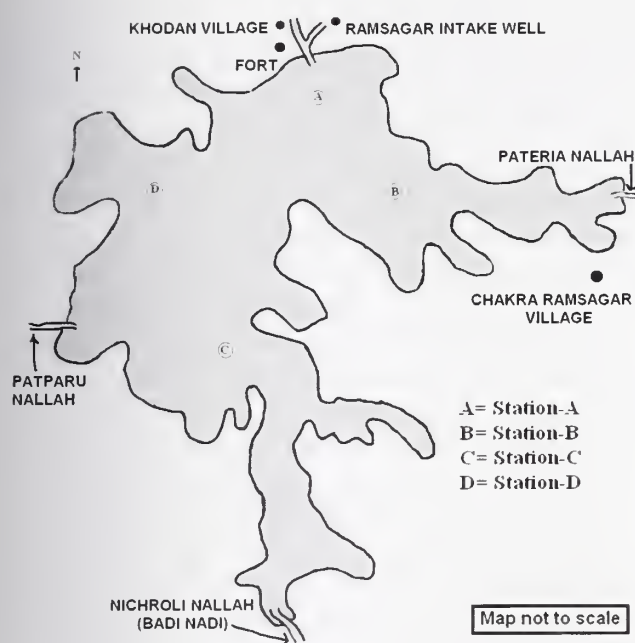 KHODAN VILLAGE
RAMSAGAR INTAKE WELL
FORT
N
A
PATERIA NALLAH
D
B
CHAKRA RAMSAGAR
VILLAGE
C
PATPARU
NALLAH
A= Station-A
B= Station-B
C= Station-C
D= Station-D
NICHROLI NALLAH
(BADI NADI)
Map not to scale